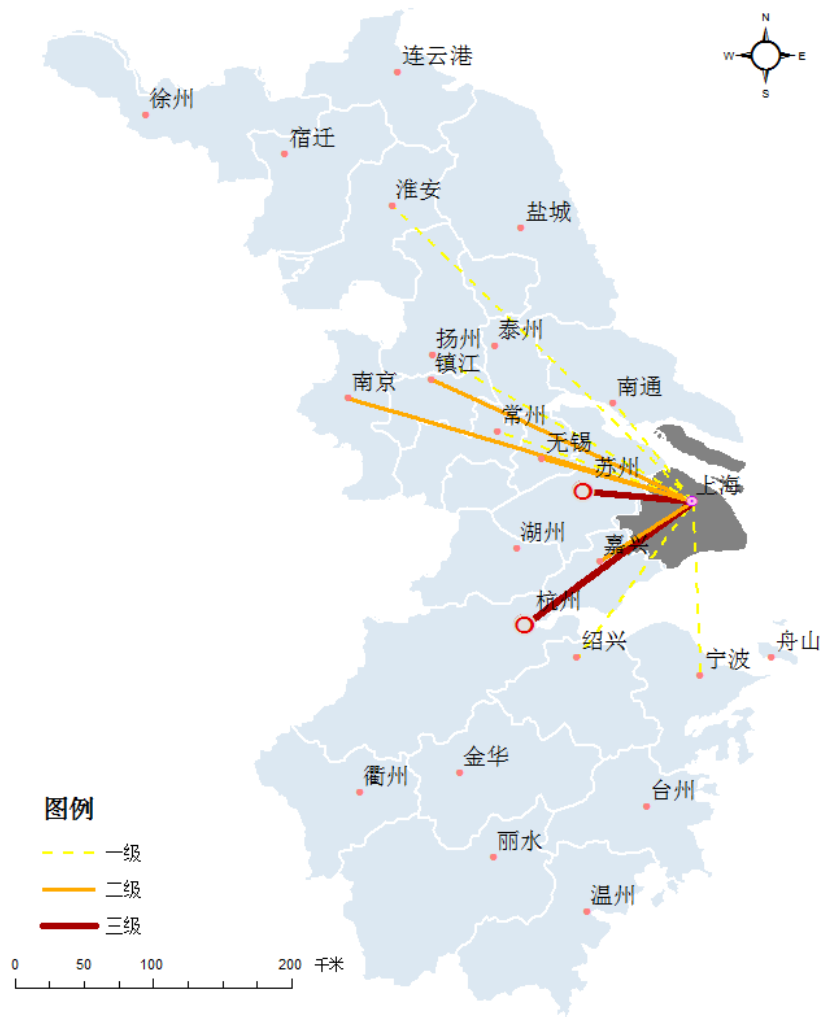 N
W
E
S
连云港
徐州
宿迁
淮安
盐城
泰州
扬州
镇江
南京
南通
常州
无锡
苏州
上海
湖州
嘉兴
杭州
绍兴
宁波
舟山
金华
衢州
台州
丽水
温州
图例
一级
二级
三级
0 50 100 200 千米